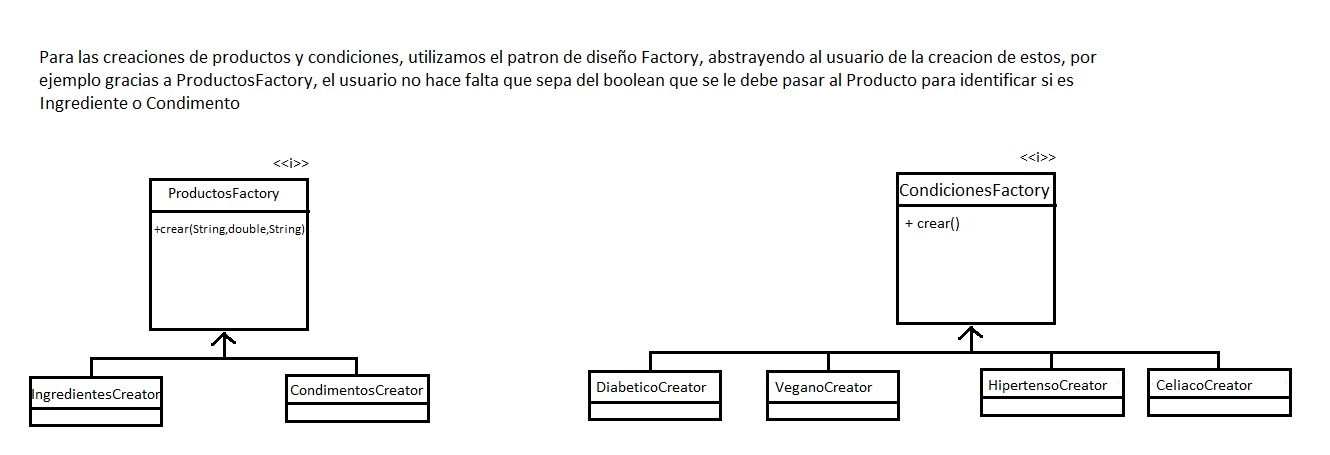 Para las creaciones de productos y condiciones, utilizamos el patron de diseño Factory, abstrayendo al usuario de la creacion de estos, por
ejemplo gracias a ProductosFactory, el usuario no hace falta que sepa del boolean que se le debe pasar al Producto para identificar si es
Ingrediente o Condimento
<<i>>
ProductosFactory
+crear(String,double,String)
IngredientesCreator
CondimentosCreator
<<i>>
CondicionesFactory
+ crear()
DiabeticoCreator
VeganoCreator
HipertensoCreator
CeliacoCreator